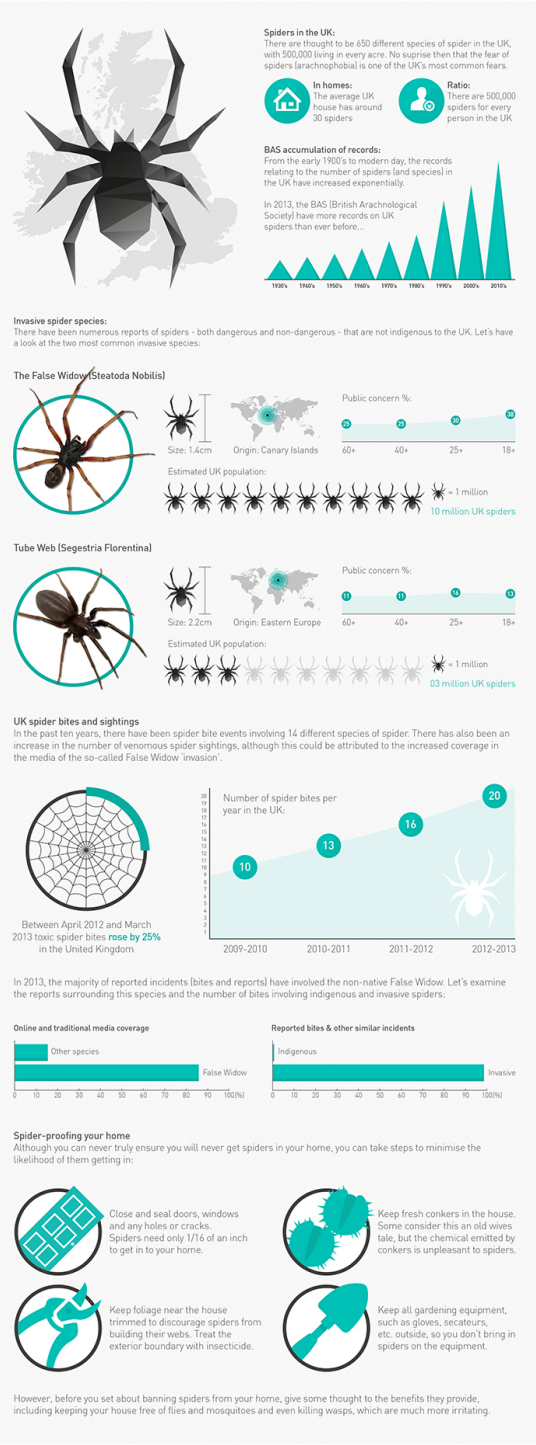 Spiders in the UK:
There are thought to be 650 different species of spider in the UK,
with 500,000 living in every acre. No suprise then that the fear of
spiders (arachnophobia) is one of the UK's most common fears.
In homes:
The average UK
house has around
30 spiders
Ratio:
There are 500,000
spiders for every
person in the UK
BAS accumulation of records:
From the early 1900's to modern day, the records
relating to the number of spiders (and species) in
the UK have increased exponentially.
In 2013, the BAS (British Arachnological
Society) have more records on UK
spiders than ever before...
1930's 1940's 1950's 1960's 1970's 1980's 1990's 2000's 2010's
Invasive spider species:
There have been numerous reports of spiders - both dangerous and non-dangerous - that are not indigenous to the UK. Let's have
a look at the two most common invasive species:
The False Widow (Steatoda Nobilis)
Size: 1.4cm
Origin: Canary Islands
Public concern %:
25 25 30 38
60+ 40+ 25+ 18+
Estimated UK population:
= 1 million
10 million UK spiders
Tube Web (Segestria Florentina)
Size: 2.2cm
Origin: Eastern Europe
Public concern %:
11 11 16 13
60+ 40+ 25+ 18+
Estimated UK population:
= 1 million
03 million UK spiders
UK spider bites and sightings
In the past ten years, there have been spider bite events involving 14 different species of spider. There has also been an
increase in the number of venomous spider sightings, although this could be attributed to the increased coverage in
the media of the so-called False Widow 'invasion'.
Between April 2012 and March
2013 toxic spider bites rose by 25%
in the United Kingdom
Number of spider bites per
year in the UK:
20
19
18
17
16
15
14
13
12
11
10
9
8
7
6
5
4
3
2
1
10 13 16 20
2009-2010 2010-2011 2011-2012 2012-2013
In 2013, the majority of reported incidents (bites and reports) have involved the non-native False Widow. Let's examine
the reports surrounding this species and the number of bites involving indigenous and invasive spiders:
Online and traditional media coverage
Other species
False Widow
0 10 20 30 40 50 60 70 80 90 100(%)
Reported bites & other similar incidents
Indigenous
Invasive
0 10 20 30 40 50 60 70 80 90 100(%)
Spider-proofing your home
Although you can never truly ensure you will never get spiders in your home, you can take steps to minimise the
likelihood of them getting in:
Close and seal doors, windows
and any holes or cracks.
Spiders need only 1/16 of an inch
to get in to your home.
Keep fresh conkers in the house.
Some consider this an old wives
tale, but the chemical emitted by
conkers is unpleasant to spiders.
Keep foliage near the house
trimmed to discourage spiders from
building their webs. Treat the
exterior boundary with insecticide.
Keep all gardening equipment,
such as gloves, secateurs,
etc. outside, so you don't bring in
spiders on the equipment.
However, before you set about banning spiders from your home, give some thought to the benefits they provide,
including keeping your house free of flies and mosquitoes and even killing wasps, which are much more irritating.